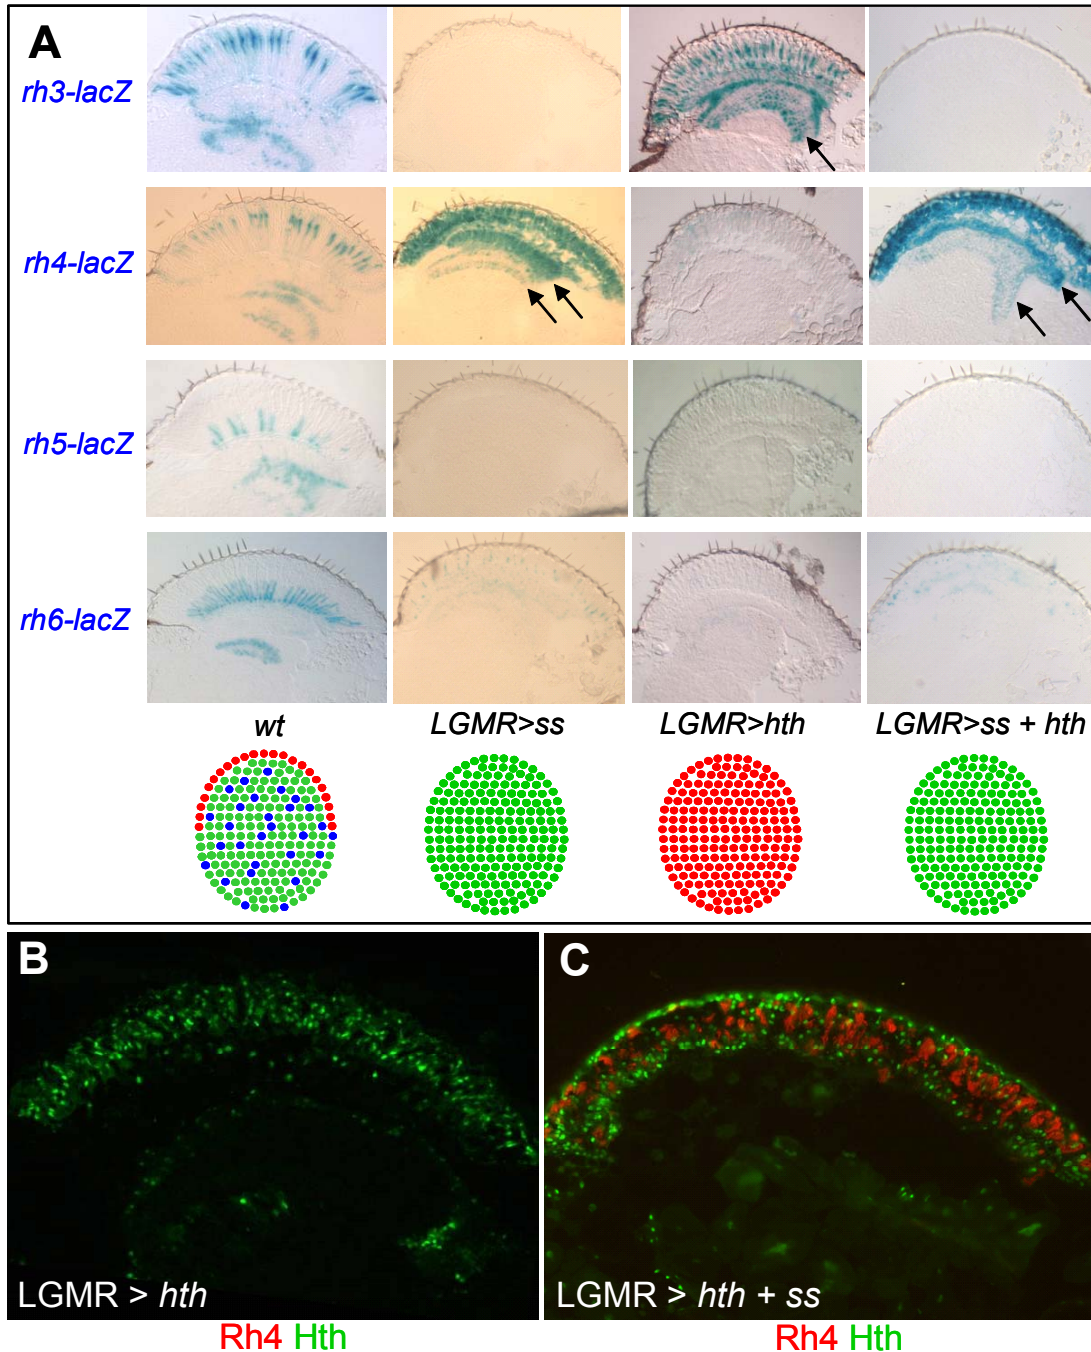 A
rh3-lacZ
rh4-lacZ
rh5-lacZ
rh6-lacZ
wt
LGMR>ss
LGMR>hth
LGMR>ss + hth
B
C
LGMR > hth
LGMR > hth + ss
Rh4 Hth
Rh4 Hth